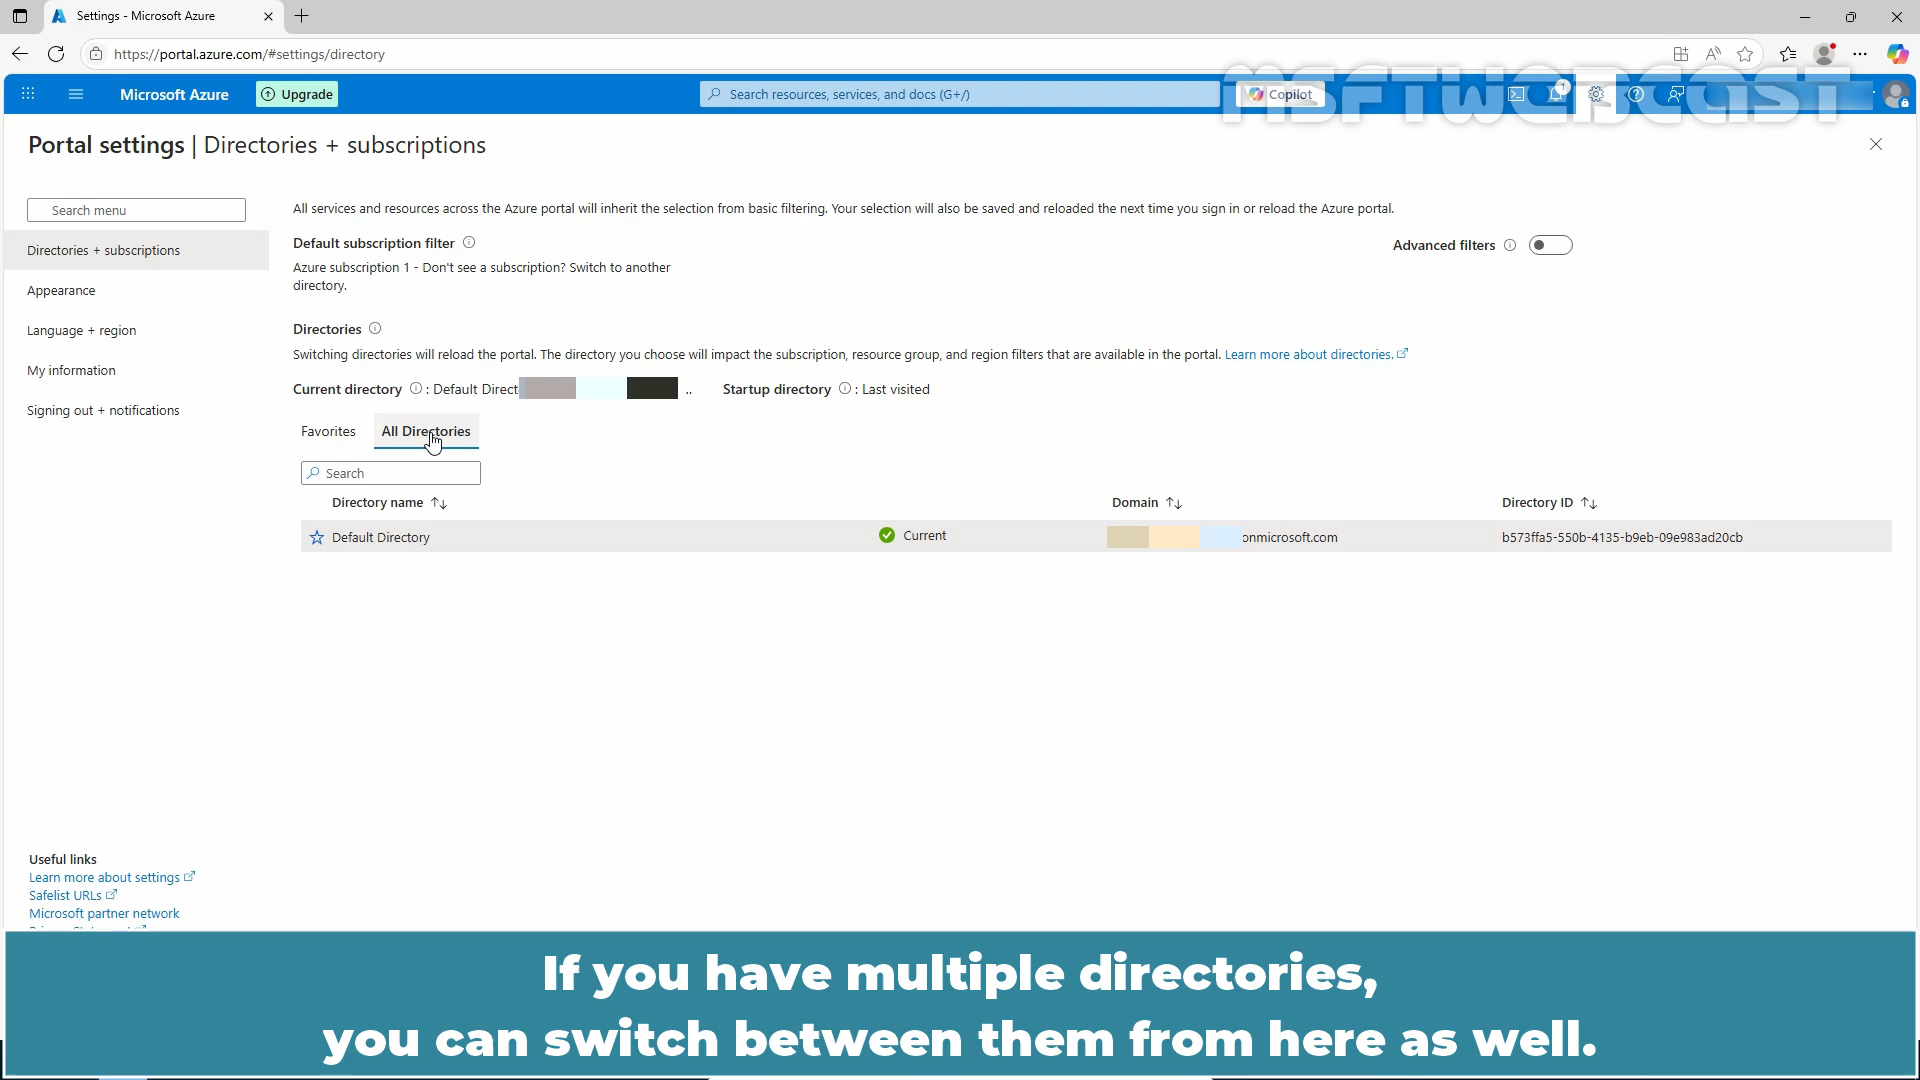 Settings - Microsoft Azure
https://portal.azure.com/#settings/directory
MSFTWEBCAST
Microsoft Azure
Upgrade
Search resources, services, and docs (G+/)
Copilot
1
Portal settings | Directories + subscriptions
Search menu
Directories + subscriptions
Appearance
Language + region
My information
Signing out + notifications
All services and resources across the Azure portal will inherit the selection from basic filtering. Your selection will also be saved and reloaded the next time you sign in or reload the Azure portal.
Default subscription filter
Advanced filters
Azure subscription 1 - Don't see a subscription? Switch to another
directory.
Directories
Switching directories will reload the portal. The directory you choose will impact the subscription, resource group, and region filters that are available in the portal. Learn more about directories.
Current directory : Default Direct .. Startup directory : Last visited
Favorites All Directories
Search
Directory name Domain Directory ID
Default Directory Current onmicrosoft.com b573ffa5-550b-4135-b9eb-09e983ad20cb
Useful links
Learn more about settings
Safelist URLs
Microsoft partner network
If you have multiple directories,
you can switch between them from here as well.